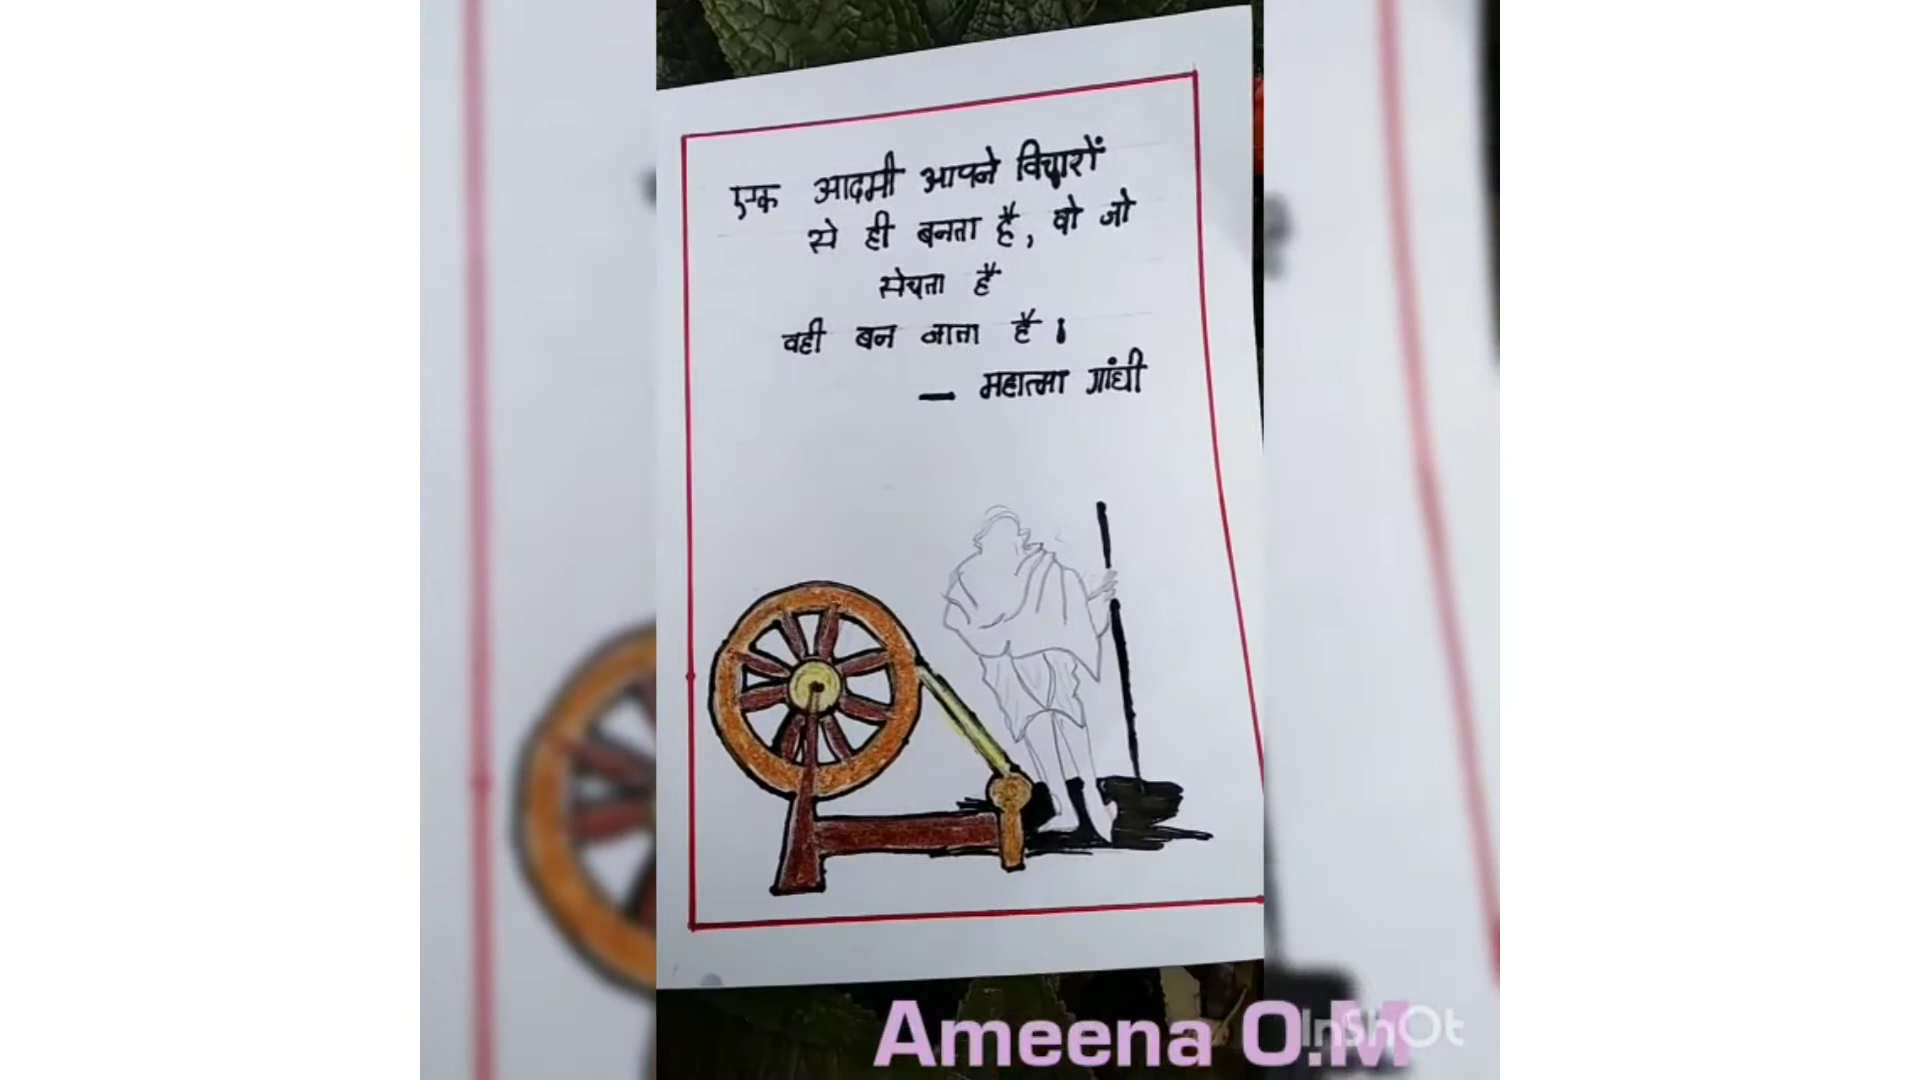 एक आदमी आपने विचारों
से ही बनता है, वो जो
सेचता है
वही बन जाता है।
— महात्मा गांधी
Ameena O.M
InShOt